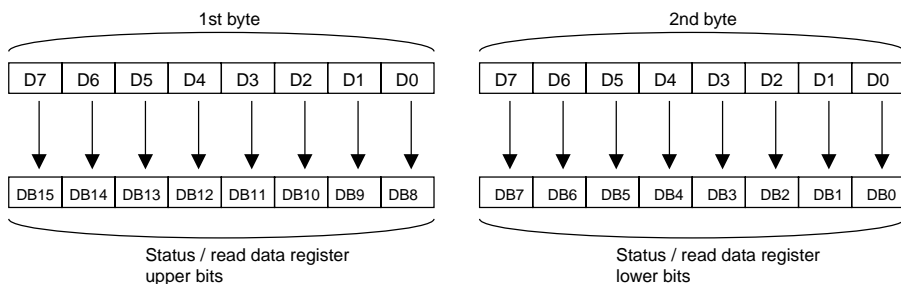 1st byte
2nd byte
D7 D6 D5 D4 D3 D2 D1 D0
D7 D6 D5 D4 D3 D2 D1 D0
DB15 DB14 DB13 DB12 DB11 DB10 DB9 DB8
DB7 DB6 DB5 DB4 DB3 DB2 DB1 DB0
Status / read data register
upper bits
Status / read data register
lower bits